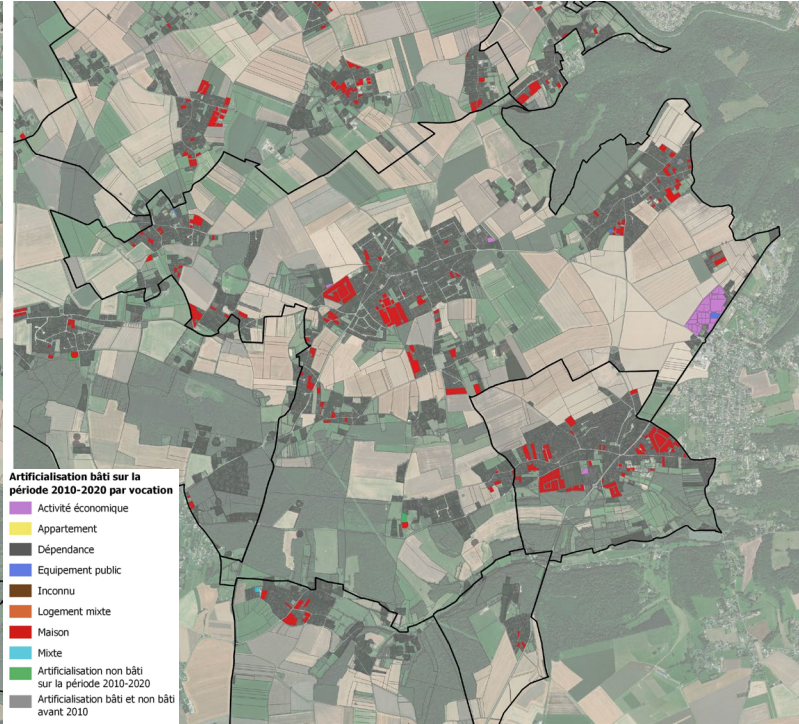 Artificialisation bâti sur la
période 2010-2020 par vocation
Activité économique
Appartement
Dépendance
Equipement public
Inconnu
Logement mixte
Maison
Mixte
Artificialisation non bâti
sur la période 2010-2020
Artificialisation bâti et non bâti
avant 2010